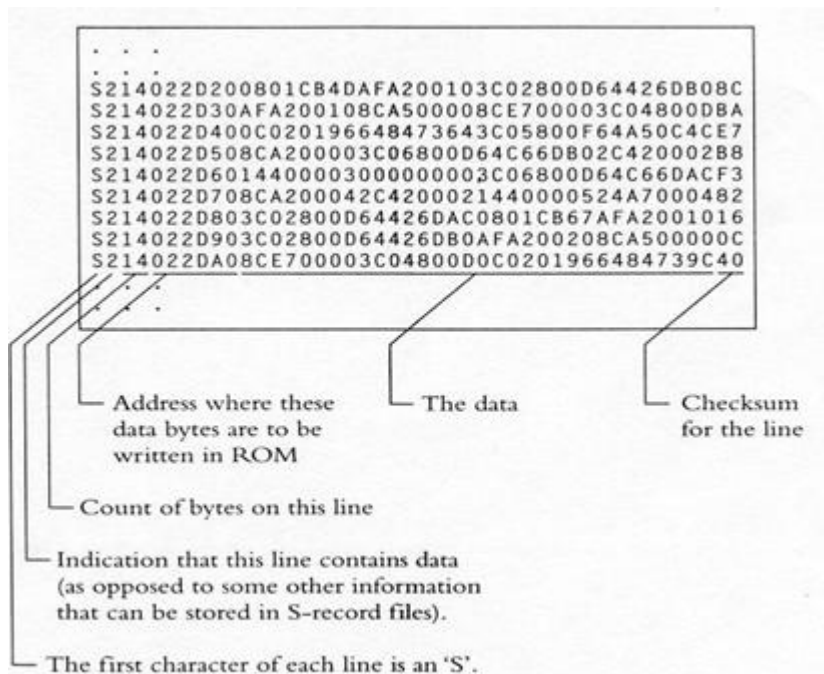 . . .
. . .
S214022D200801CB4DAFA200103C02800D64426DB08C
S214022D30AFA200108CA500008CE700003C04800DBA
S214022D400C020196648473643C05800F64A50C4CE7
S214022D508CA200003C06800D64C66DB02C420002B8
S214022D6014400003000000003C06800D64C66DACF3
S214022D708CA200042C4200021440000524A7000482
S214022D803C02800D64426DAC0801CB67AFA2001016
S214022D903C02800D64426DB0AFA200208CA500000C
S214022DA08CE700003C04800D0C0201966484739C40
. . .
. . .
Address where these
data bytes are to be
written in ROM
The data
Checksum
for the line
Count of bytes on this line
Indication that this line contains data
(as opposed to some other information
that can be stored in S-record files).
The first character of each line is an ‘S’.